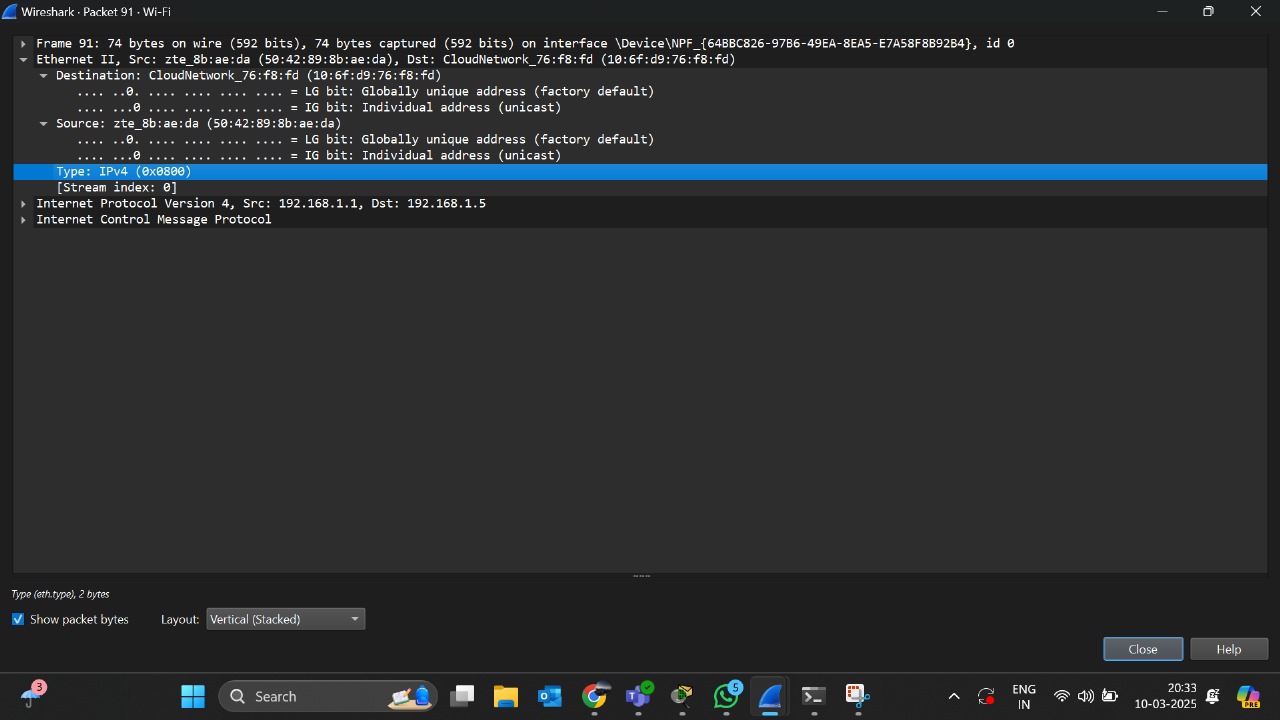 Wireshark · Packet 91 · Wi-Fi
Frame 91: 74 bytes on wire (592 bits), 74 bytes captured (592 bits) on interface \Device\NPF_{64BBC826-97B6-49EA-8EA5-E7A58F8B92B4}, id 0
Ethernet II, Src: zte_8b:ae:da (50:42:89:8b:ae:da), Dst: CloudNetwork_76:f8:fd (10:6f:d9:76:f8:fd)
Destination: CloudNetwork_76:f8:fd (10:6f:d9:76:f8:fd)
.... ..0. .... .... .... .... = LG bit: Globally unique address (factory default)
.... ...0 .... .... .... .... = IG bit: Individual address (unicast)
Source: zte_8b:ae:da (50:42:89:8b:ae:da)
.... ..0. .... .... .... .... = LG bit: Globally unique address (factory default)
.... ...0 .... .... .... .... = IG bit: Individual address (unicast)
Type: IPv4 (0x0800)
[Stream index: 0]
Internet Protocol Version 4, Src: 192.168.1.1, Dst: 192.168.1.5
Internet Control Message Protocol
Type (eth.type), 2 bytes
Show packet bytes Layout: Vertical (Stacked)
Close Help
3
Search
5
ENG
IN
20:33
10-03-2025
PRE